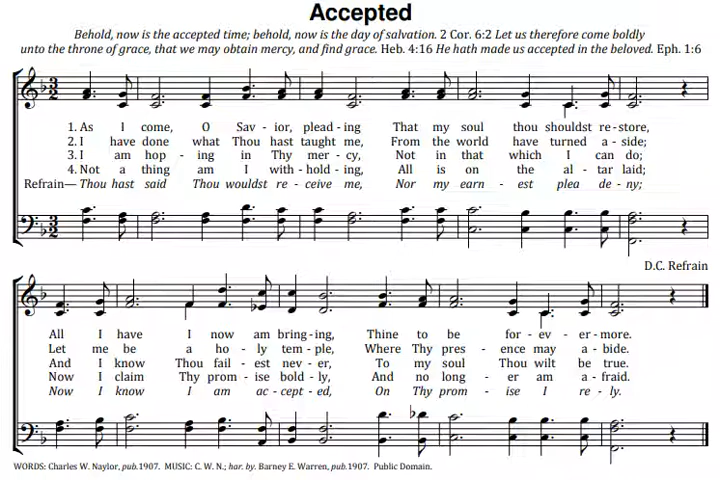 Accepted
Behold, now is the accepted time; behold, now is the day of salvation. 2 Cor. 6:2 Let us therefore come boldly
unto the throne of grace, that we may obtain mercy, and find grace. Heb. 4:16 He hath made us accepted in the beloved. Eph. 1:6
3
2
1. As I come, O Sav - ior, plead - ing That my soul thou shouldst re - store,
2. I have done what Thou hast taught me, From the world have turned a - side;
3. I am hop - ing in Thy mer - cy, Not in that which I can do;
4. Not a thing am I with - hold - ing, All is on the al - tar laid;
Refrain— Thou hast said Thou wouldst re - ceive me, Nor my earn - est plea de - ny;
3
2
D.C. Refrain
All I have I now am bring - ing, Thine to be for - ev - er - more.
Let me be a ho - ly tem - ple, Where Thy pres - ence may a - bide.
And I know Thou fail - est nev - er, To my soul Thou wilt be true.
Now I claim Thy prom - ise bold - ly, And no long - er am a - fraid.
Now I know I am ac - cept - ed, On Thy prom - ise I re - ly.
WORDS: Charles W. Naylor, pub.1907. MUSIC: C. W. N.; har. by. Barney E. Warren, pub.1907. Public Domain.